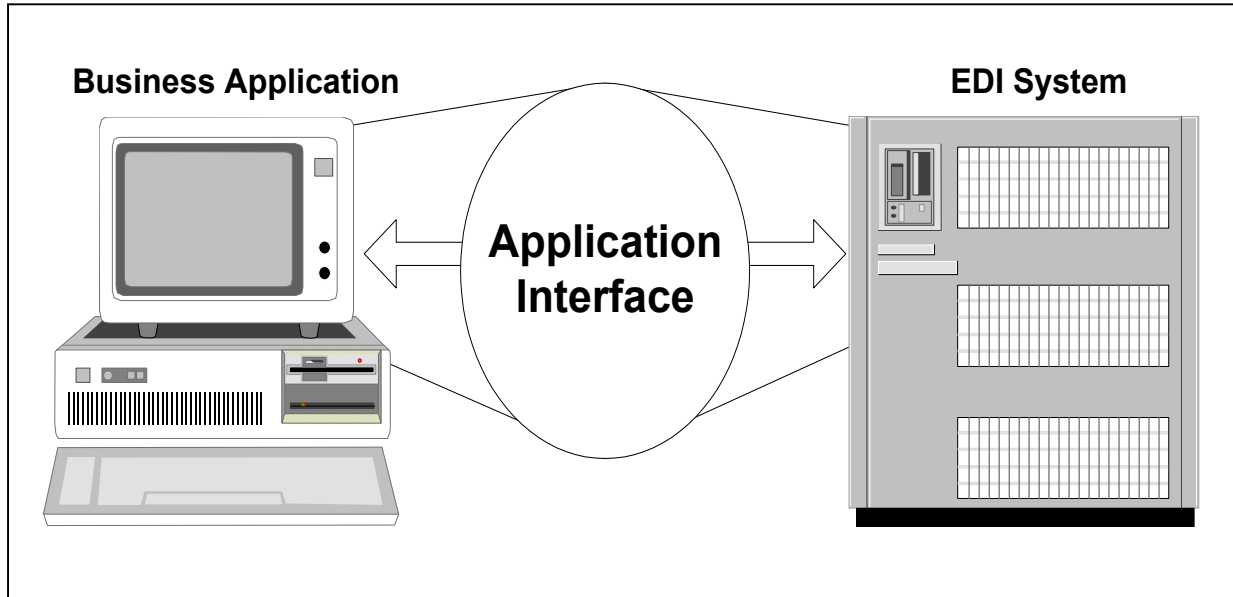 Business Application
EDI System
Application
Interface